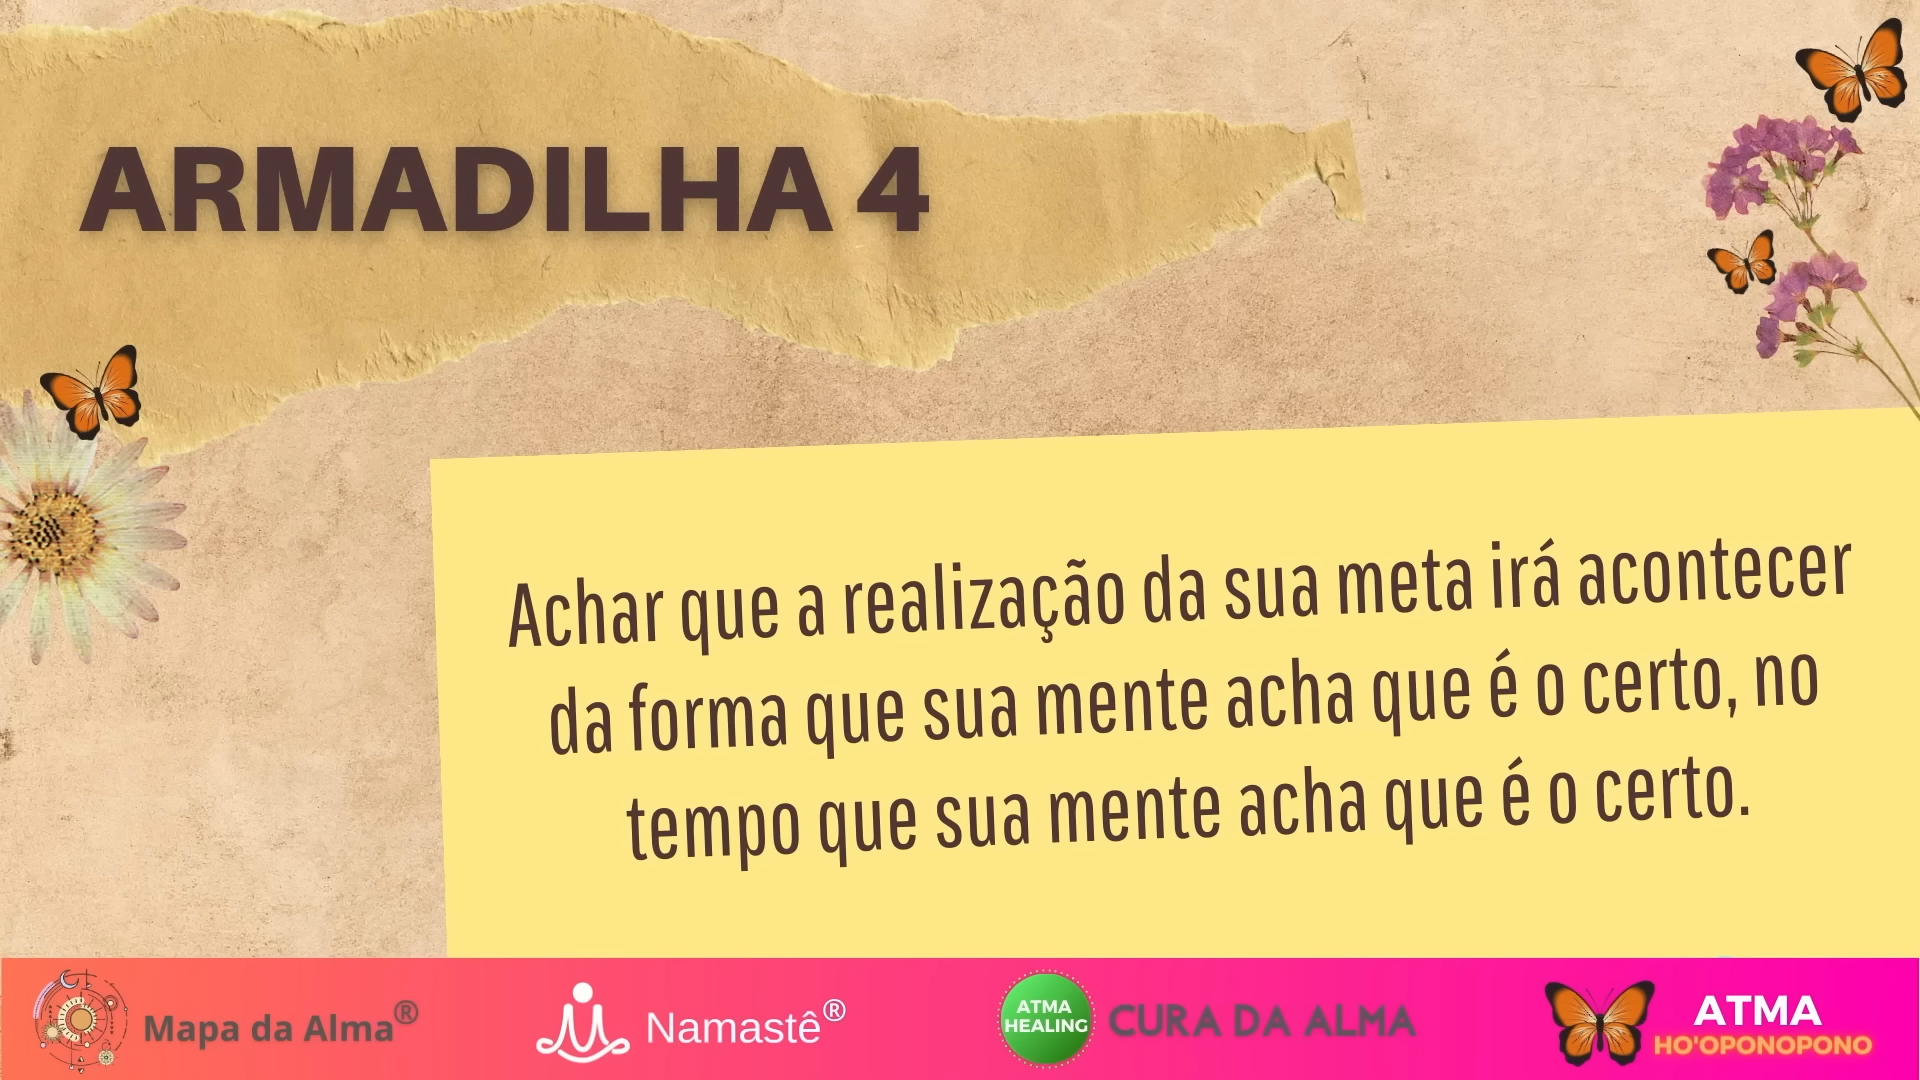 ARMADILHA 4
Achar que a realização da sua meta irá acontecer
da forma que sua mente acha que é o certo, no
tempo que sua mente acha que é o certo.
Mapa da Alma®
Namastê®
ATMA
HEALING
CURA DA ALMA
ATMA
HO'OPONOPONO